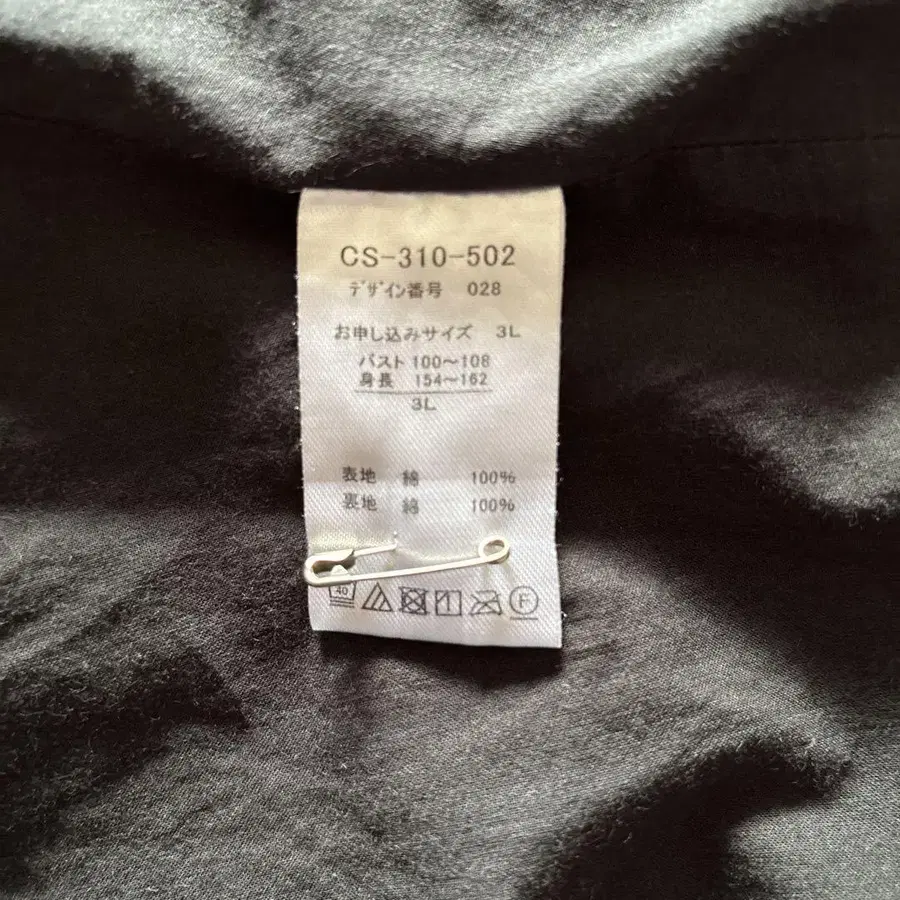 CS-310-502
デザイン番号 028
お申し込みサイズ 3L
バスト 100～108
身長 154～162
3L
表地 綿 100%
裏地 綿 100%
40 F